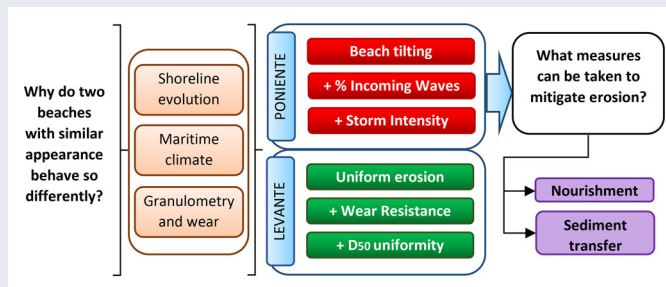 Why do two
beaches
with similar
appearance
behave so
differently?
Shoreline
evolution
Maritime
climate
Granulometry
and wear
PONIENTE
Beach tilting
+ % Incoming Waves
+ Storm Intensity
LEVANTE
Uniform erosion
+ Wear Resistance
+ D50 uniformity
What measures
can be taken to
mitigate erosion?
Nourishment
Sediment
transfer